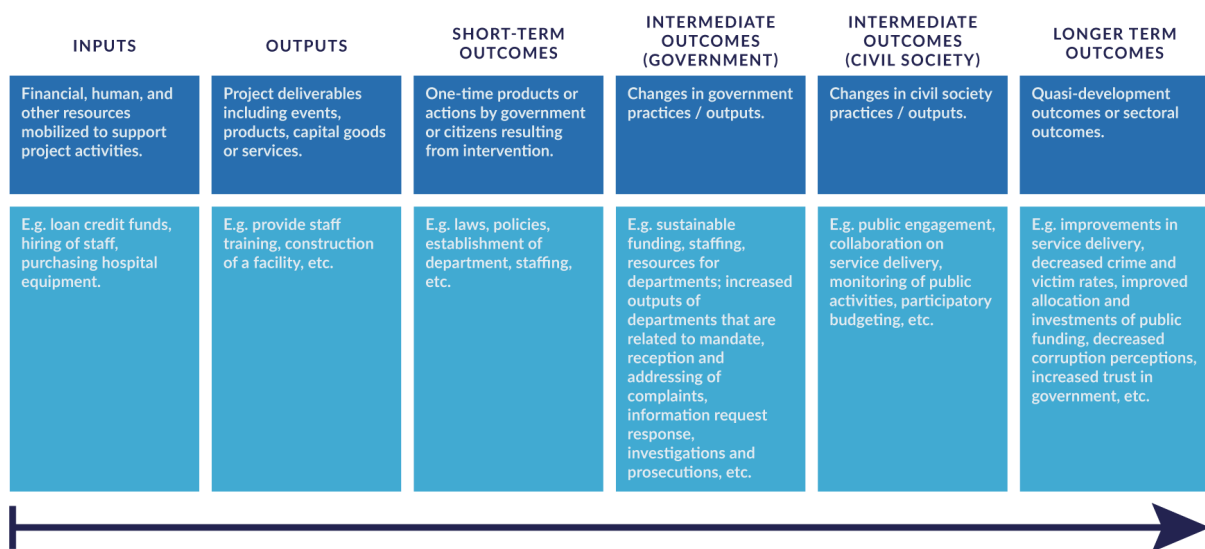 INPUTS
OUTPUTS
SHORT-TERM
OUTCOMES
INTERMEDIATE
OUTCOMES
(GOVERNMENT)
INTERMEDIATE
OUTCOMES
(CIVIL SOCIETY)
LONGER TERM
OUTCOMES
Financial, human, and
other resources
mobilized to support
project activities.
Project deliverables
including events,
products, capital goods
or services.
One-time products or
actions by government
or citizens resulting
from intervention.
Changes in government
practices / outputs.
Changes in civil society
practices / outputs.
Quasi-development
outcomes or sectoral
outcomes.
E.g. loan credit funds,
hiring of staff,
purchasing hospital
equipment.
E.g. provide staff
training, construction
of a facility, etc.
E.g. laws, policies,
establishment of
department, staffing,
etc.
E.g. sustainable
funding, staffing,
resources for
departments; increased
outputs of
departments that are
related to mandate,
reception and
addressing of
complaints,
information request
response,
investigations and
prosecutions, etc.
E.g. public engagement,
collaboration on
service delivery,
monitoring of public
activities, participatory
budgeting, etc.
E.g. improvements in
service delivery,
decreased crime and
victim rates, improved
allocation and
investments of public
funding, decreased
corruption perceptions,
increased trust in
government, etc.